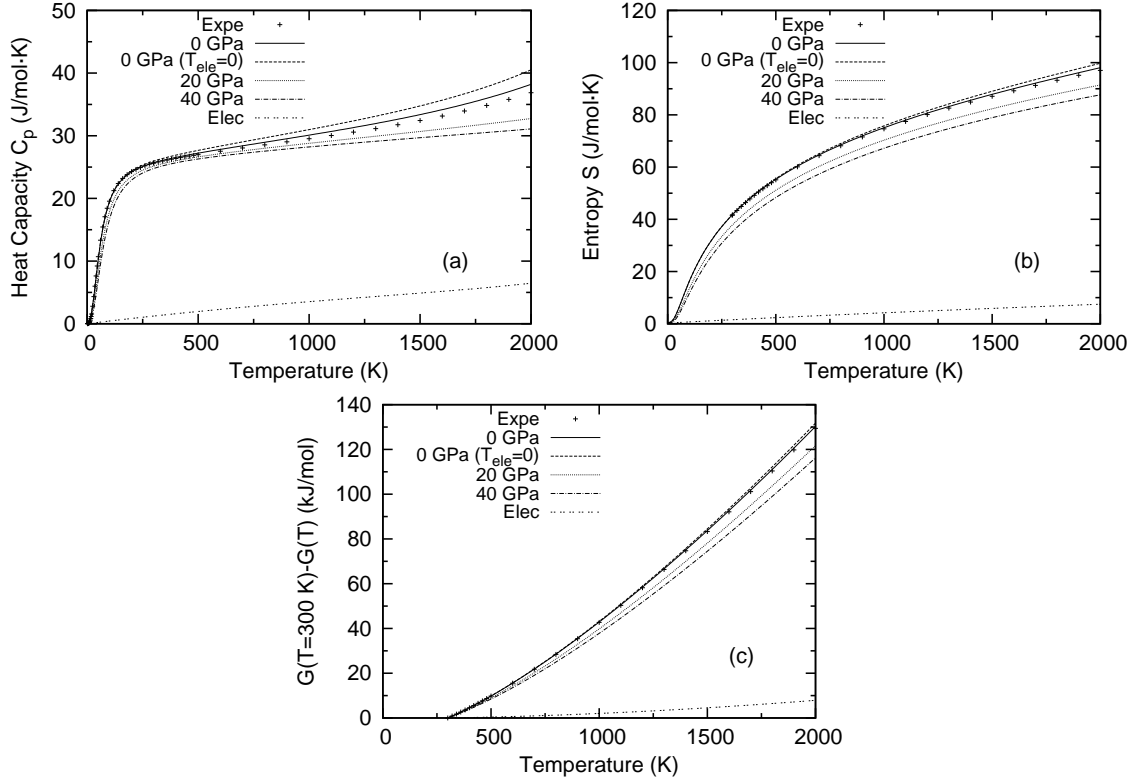 Heat Capacity C_p (J/mol·K)
50
40
30
20
10
0
Expe
0 GPa
0 GPa (T_ele=0)
20 GPa
40 GPa
Elec
(a)
0 500 1000 1500 2000
Temperature (K)
Entropy S (J/mol·K)
120
100
80
60
40
20
0
Expe
0 GPa
0 GPa (T_ele=0)
20 GPa
40 GPa
Elec
(b)
0 500 1000 1500 2000
Temperature (K)
G(T=300 K)-G(T) (kJ/mol)
140
120
100
80
60
40
20
0
Expe
0 GPa
0 GPa (T_ele=0)
20 GPa
40 GPa
Elec
(c)
500 1000 1500 2000
Temperature (K)